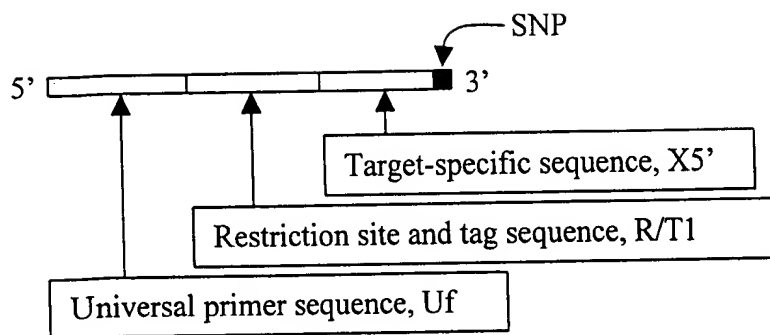 SNP
5’ 3’
Target-specific sequence, X5’
Restriction site and tag sequence, R/T1
Universal primer sequence, Uf